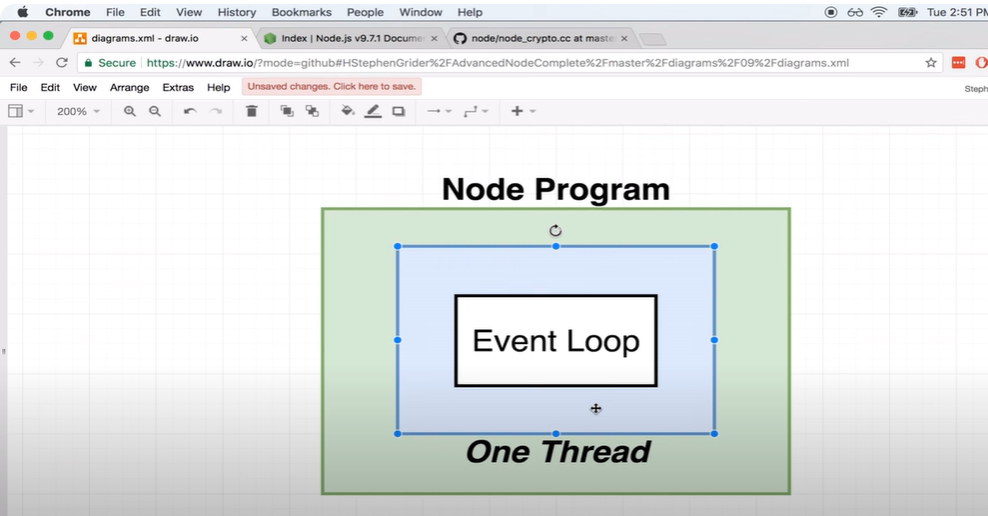 Chrome File Edit View History Bookmarks People Window Help Tue 2:51 PM
diagrams.xml - draw.io Index | Node.js v9.7.1 Documen node/node_crypto.cc at maste
Secure https://www.draw.io/?mode=github#HStephenGrider%2FAdvancedNodeComplete%2Fmaster%2Fdiagrams%2F09%2Fdiagrams.xml
File Edit View Arrange Extras Help Unsaved changes. Click here to save. Steph
200%
Node Program
Event Loop
One Thread